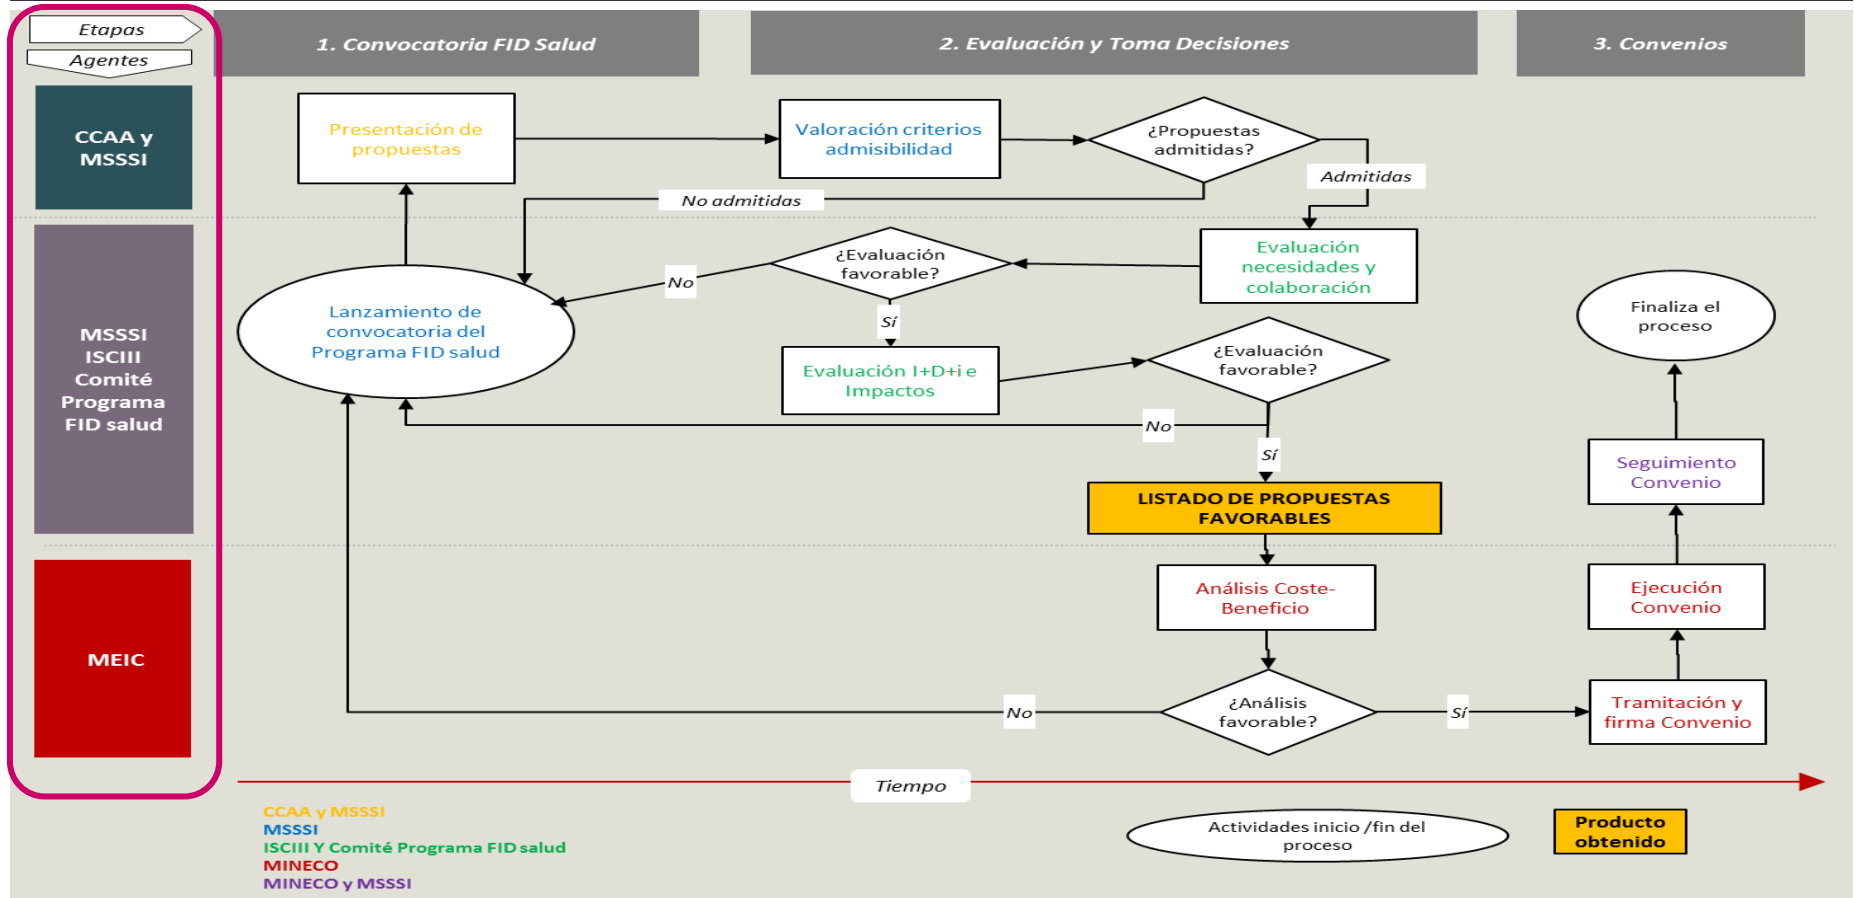 Etapas
Agentes
1. Convocatoria FID Salud
2. Evaluación y Toma Decisiones
3. Convenios
CCAA y
MSSSI
Presentación de
propuestas
Valoración criterios
admisibilidad
¿Propuestas
admitidas?
Admitidas
No admitidas
MSSSI
ISCIII
Comité
Programa
FID salud
Lanzamiento de
convocatoria del
Programa FID salud
No
¿Evaluación
favorable?
Evaluación
necesidades y
colaboración
Sí
Evaluación I+D+i e
Impactos
¿Evaluación
favorable?
No
Sí
LISTADO DE PROPUESTAS
FAVORABLES
Finaliza el
proceso
Seguimiento
Convenio
MEIC
Análisis Coste-
Beneficio
Ejecución
Convenio
No
¿Análisis
favorable?
Sí
Tramitación y
firma Convenio
Tiempo
CCAA y MSSSI
MSSSI
ISCIII Y Comité Programa FID salud
MINECO
MINECO y MSSSI
Actividades inicio /fin del
proceso
Producto
obtenido